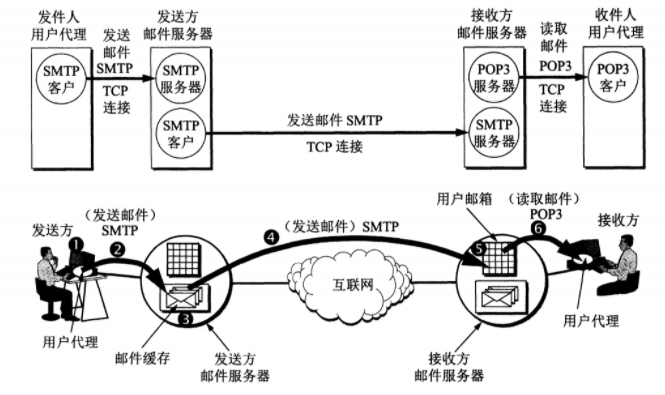 发件人
用户代理
发送方
邮件服务器
接收方
邮件服务器
收件人
用户代理
发送
邮件
SMTP
TCP
连接
读取
邮件
POP3
TCP
连接
SMTP
客户
SMTP
服务器
POP3
服务器
POP3
客户
SMTP
客户
发送邮件 SMTP
TCP 连接
SMTP
服务器
发送方
(发送邮件)
SMTP
(发送邮件) SMTP
用户邮箱
(读取邮件)
POP3
接收方
❶
❷
❸
❹
❺
❻
互联网
用户代理
邮件缓存
发送方
邮件服务器
接收方
邮件服务器
用户代理